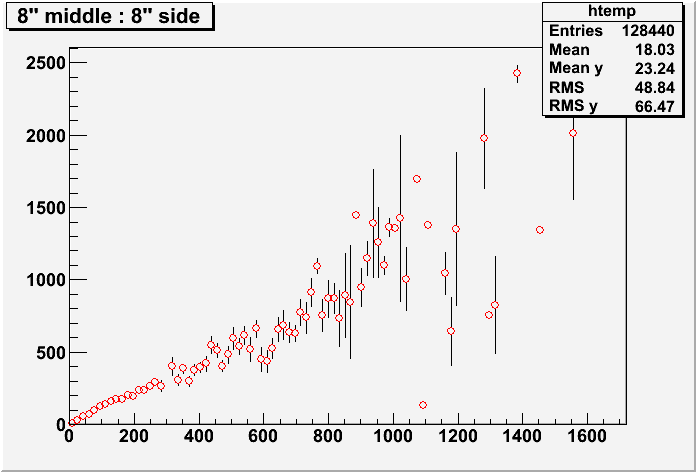 8" middle : 8" side
htemp
Entries 128440
Mean 18.03
Mean y 23.24
RMS 48.84
RMS y 66.47
2500
2000
1500
1000
500
0
0 200 400 600 800 1000 1200 1400 1600